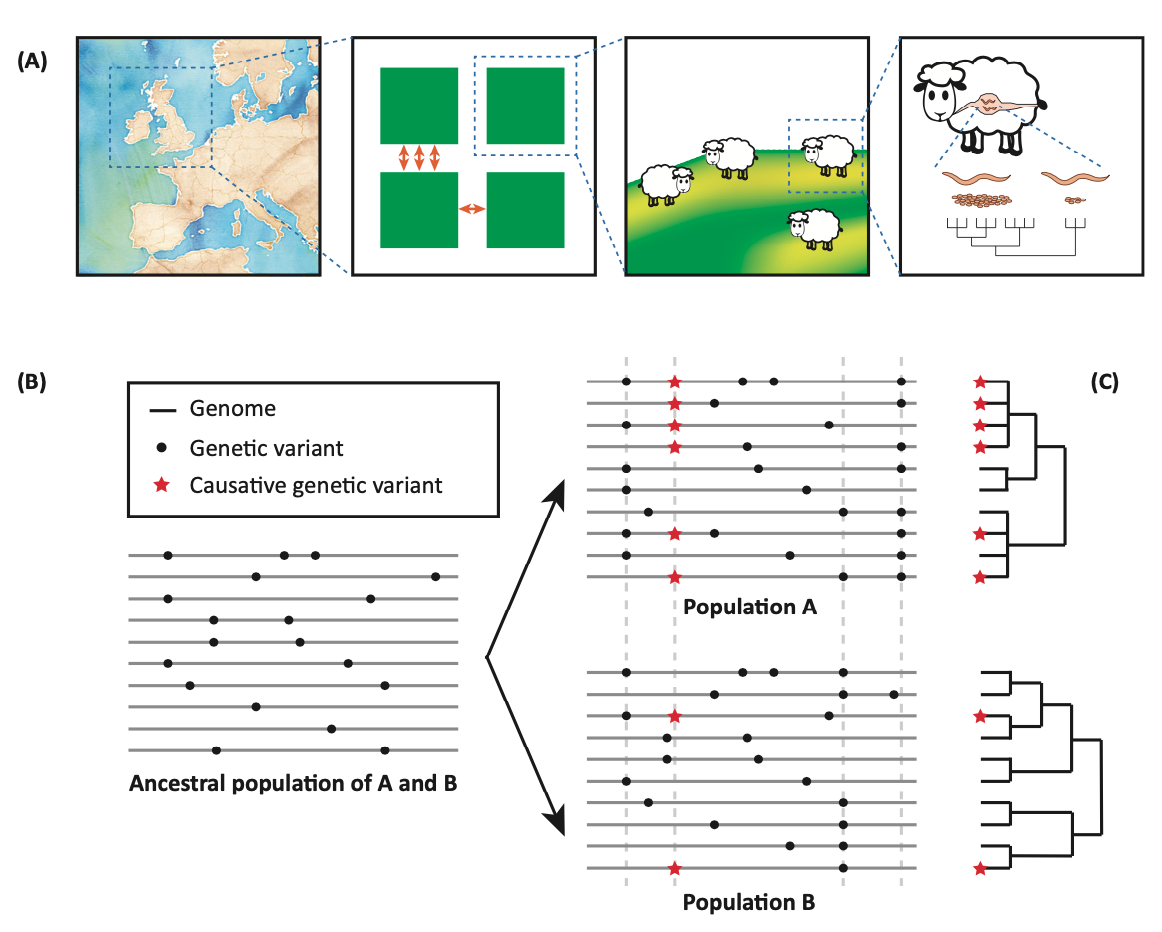 (A)
(B)
Genome
Genetic variant
Causative genetic variant
Ancestral population of A and B
Population A
Population B
(C)